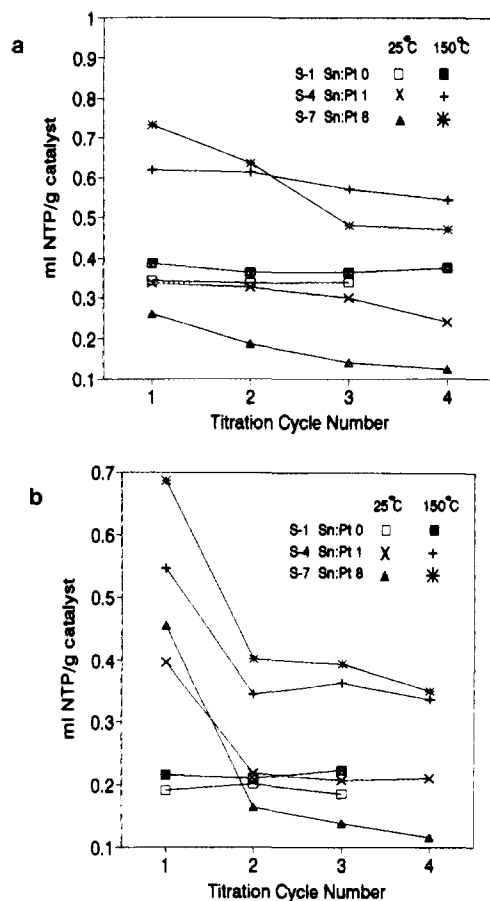 a
1
0.9
0.8
0.7
0.6
0.5
0.4
0.3
0.2
0.1
ml NTP/g catalyst
25°C 150°C
S-1 Sn:Pt 0
S-4 Sn:Pt 1
S-7 Sn:Pt 8
1 2 3 4
Titration Cycle Number
b
0.7
0.6
0.5
0.4
0.3
0.2
0.1
ml NTP/g catalyst
25°C 150°C
S-1 Sn:Pt 0
S-4 Sn:Pt 1
S-7 Sn:Pt 8
1 2 3 4
Titration Cycle Number